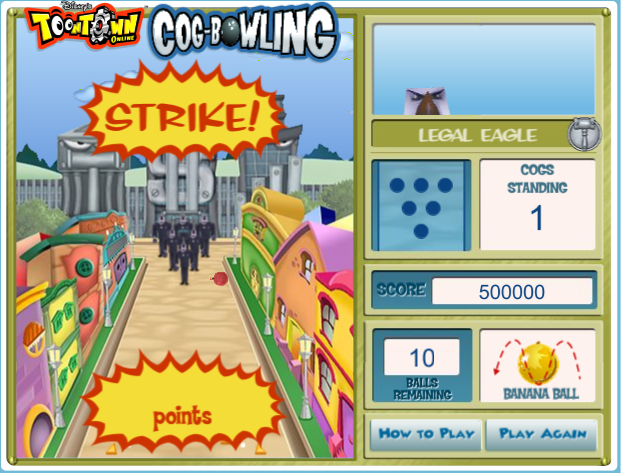 Disney's
TOONTOWN
ONLINE
COG-BOWLING
STRIKE!
points
LEGAL EAGLE
COGS
STANDING
1
SCORE 500000
10
BALLS
REMAINING
BANANA BALL
HOW TO PLAY
PLAY AGAIN